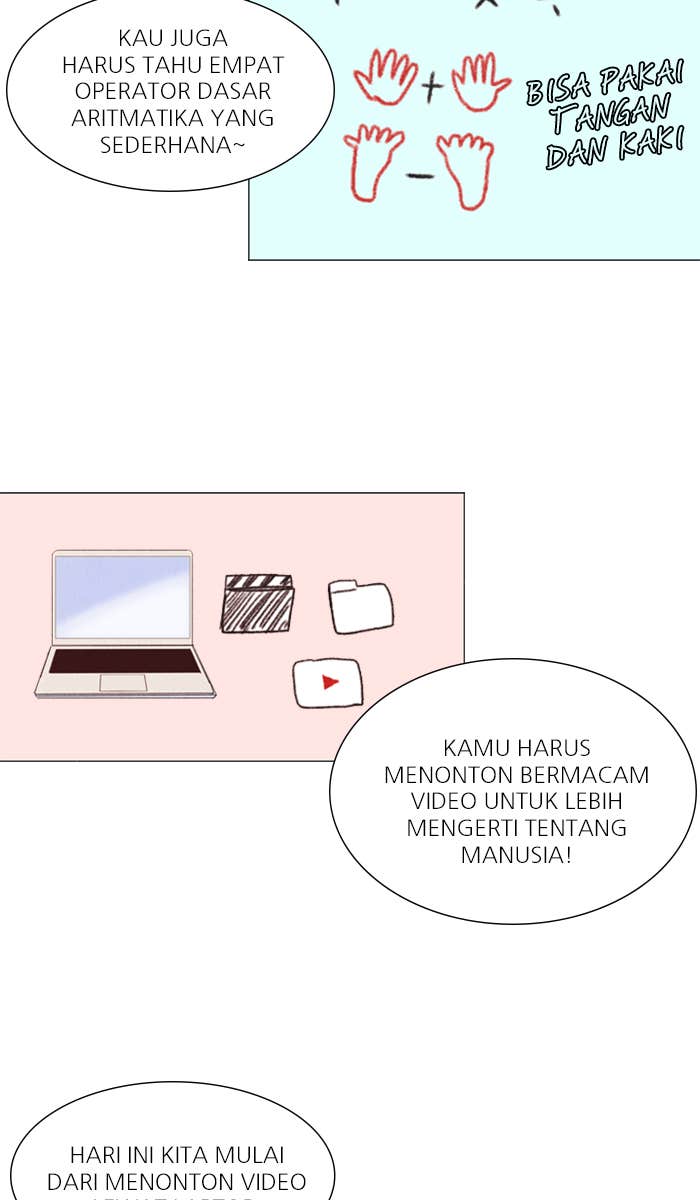 KAU JUGA
HARUS TAHU EMPAT
OPERATOR DASAR
ARITMATIKA YANG
SEDERHANA~
BISA PAKAI
TANGAN
DAN KAKI
KAMU HARUS
MENONTON BERMACAM
VIDEO UNTUK LEBIH
MENGERTI TENTANG
MANUSIA!
HARI INI KITA MULAI
DARI MENONTON VIDEO